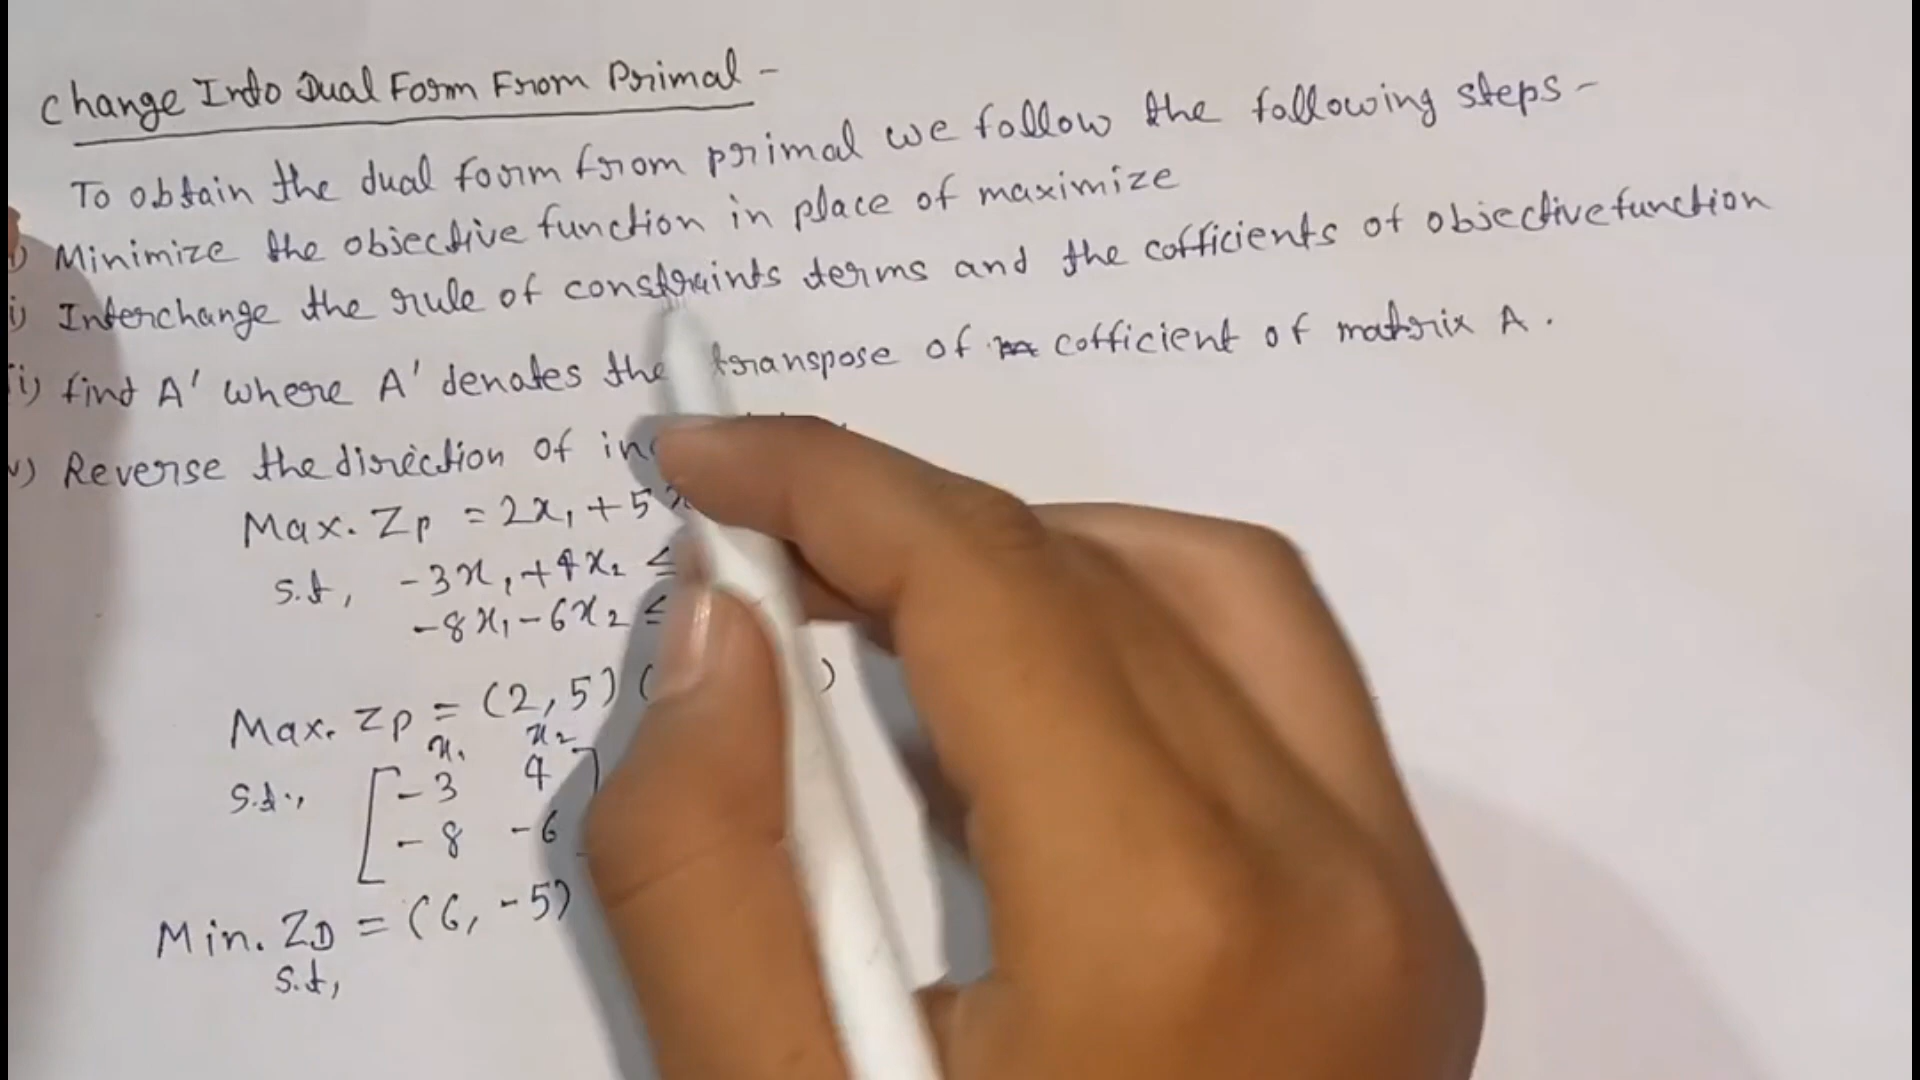 Change Into Dual Form From Primal -
To obtain the dual form from primal we follow the following steps -
) Minimize the objective function in place of maximize
i) Interchange the rule of constraints terms and the cofficients of objective function
ii) find A' where A' denates the transpose of cofficient of matrix A.
v) Reverse the direction of
Max. Zp = 2x₁ + 5
s.t, -3x₁ + 4x₂ ≤
-8x₁ - 6x₂ ≤
Max. Zp = (2, 5) ( )
x₁ x₂
s.t., [ -3 4 ]
-8 -6
Min. ZD = (6, -5)
s.t,